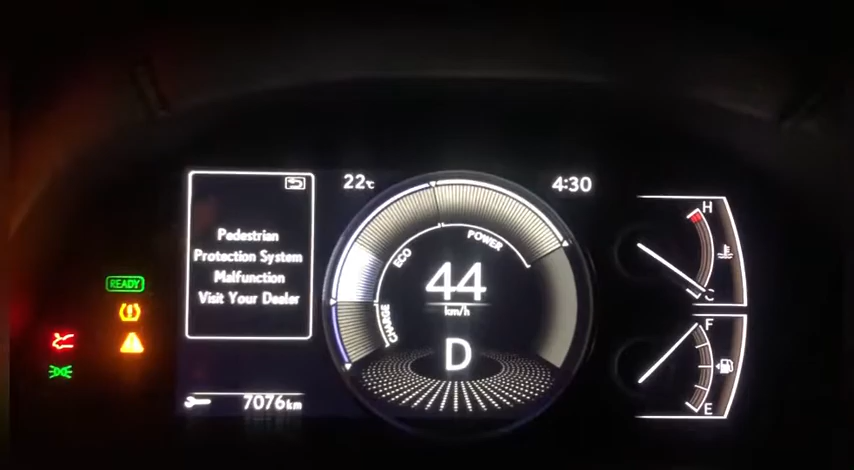 22°C
4:30
Pedestrian
Protection System
Malfunction
Visit Your Dealer
READY
CHARGE
ECO
POWER
44
km/h
D
7076km
H
C
F
E